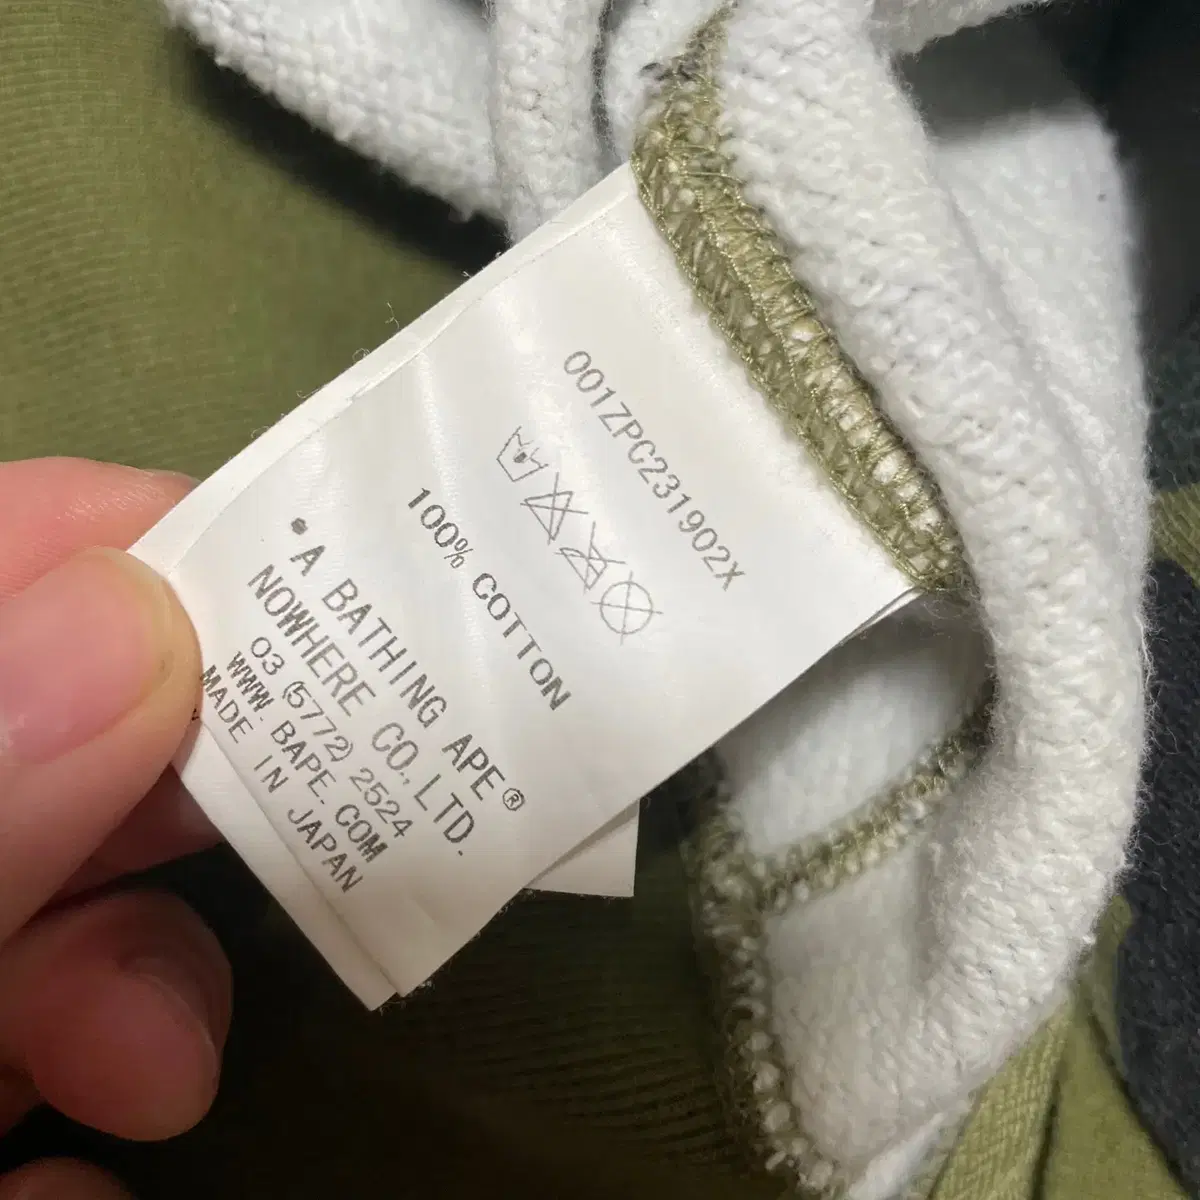 001ZPC231902X
100% COTTON
A BATHING APE®
NOWHERE CO., LTD.
03 (5772) 2524
WWW. BAPE. COM
MADE IN JAPAN